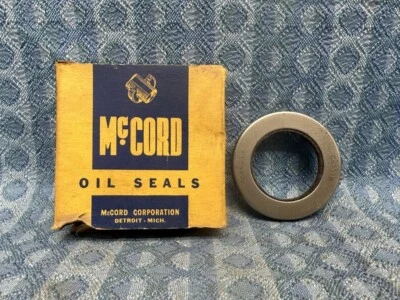 McCORD
OIL SEALS
McCORD CORPORATION
DETROIT - MICH.